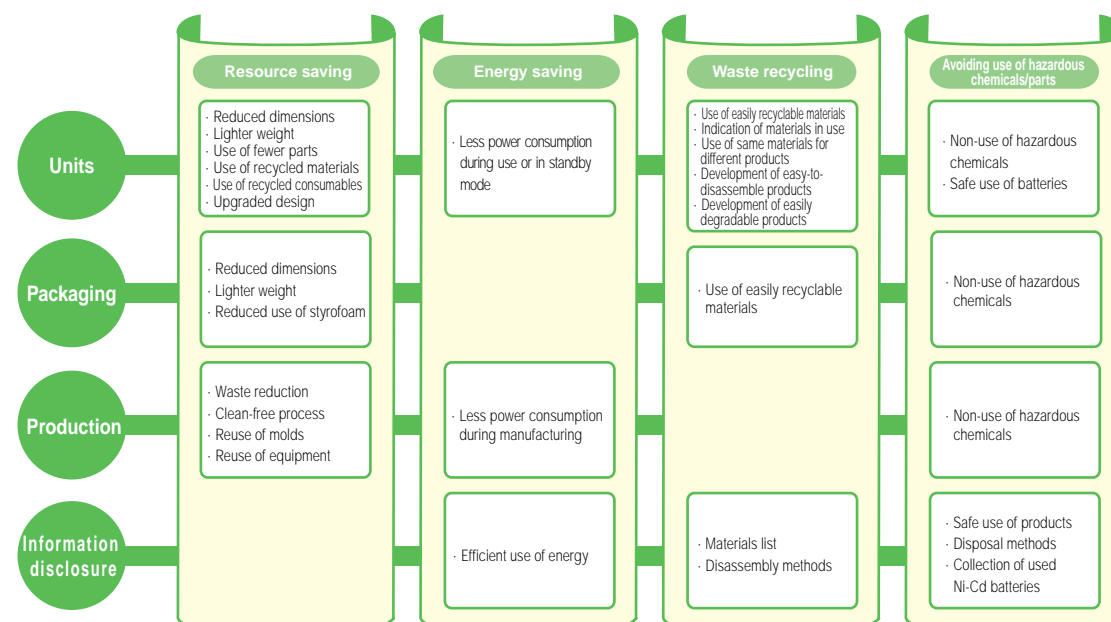 Resource saving
Energy saving
Waste recycling
Avoiding use of hazardous
chemicals/parts
Units
· Reduced dimensions
· Lighter weight
· Use of fewer parts
· Use of recycled materials
· Use of recycled consumables
· Upgraded design
· Less power consumption
during use or in standby
mode
· Use of easily recyclable materials
· Indication of materials in use
· Use of same materials for
different products
· Development of easy-to-
disassemble products
· Development of easily
degradable products
· Non-use of hazardous
chemicals
· Safe use of batteries
Packaging
· Reduced dimensions
· Lighter weight
· Reduced use of styrofoam
· Use of easily recyclable
materials
· Non-use of hazardous
chemicals
Production
· Waste reduction
· Clean-free process
· Reuse of molds
· Reuse of equipment
· Less power consumption
during manufacturing
· Non-use of hazardous
chemicals
Information
disclosure
· Efficient use of energy
· Materials list
· Disassembly methods
· Safe use of products
· Disposal methods
· Collection of used
Ni-Cd batteries